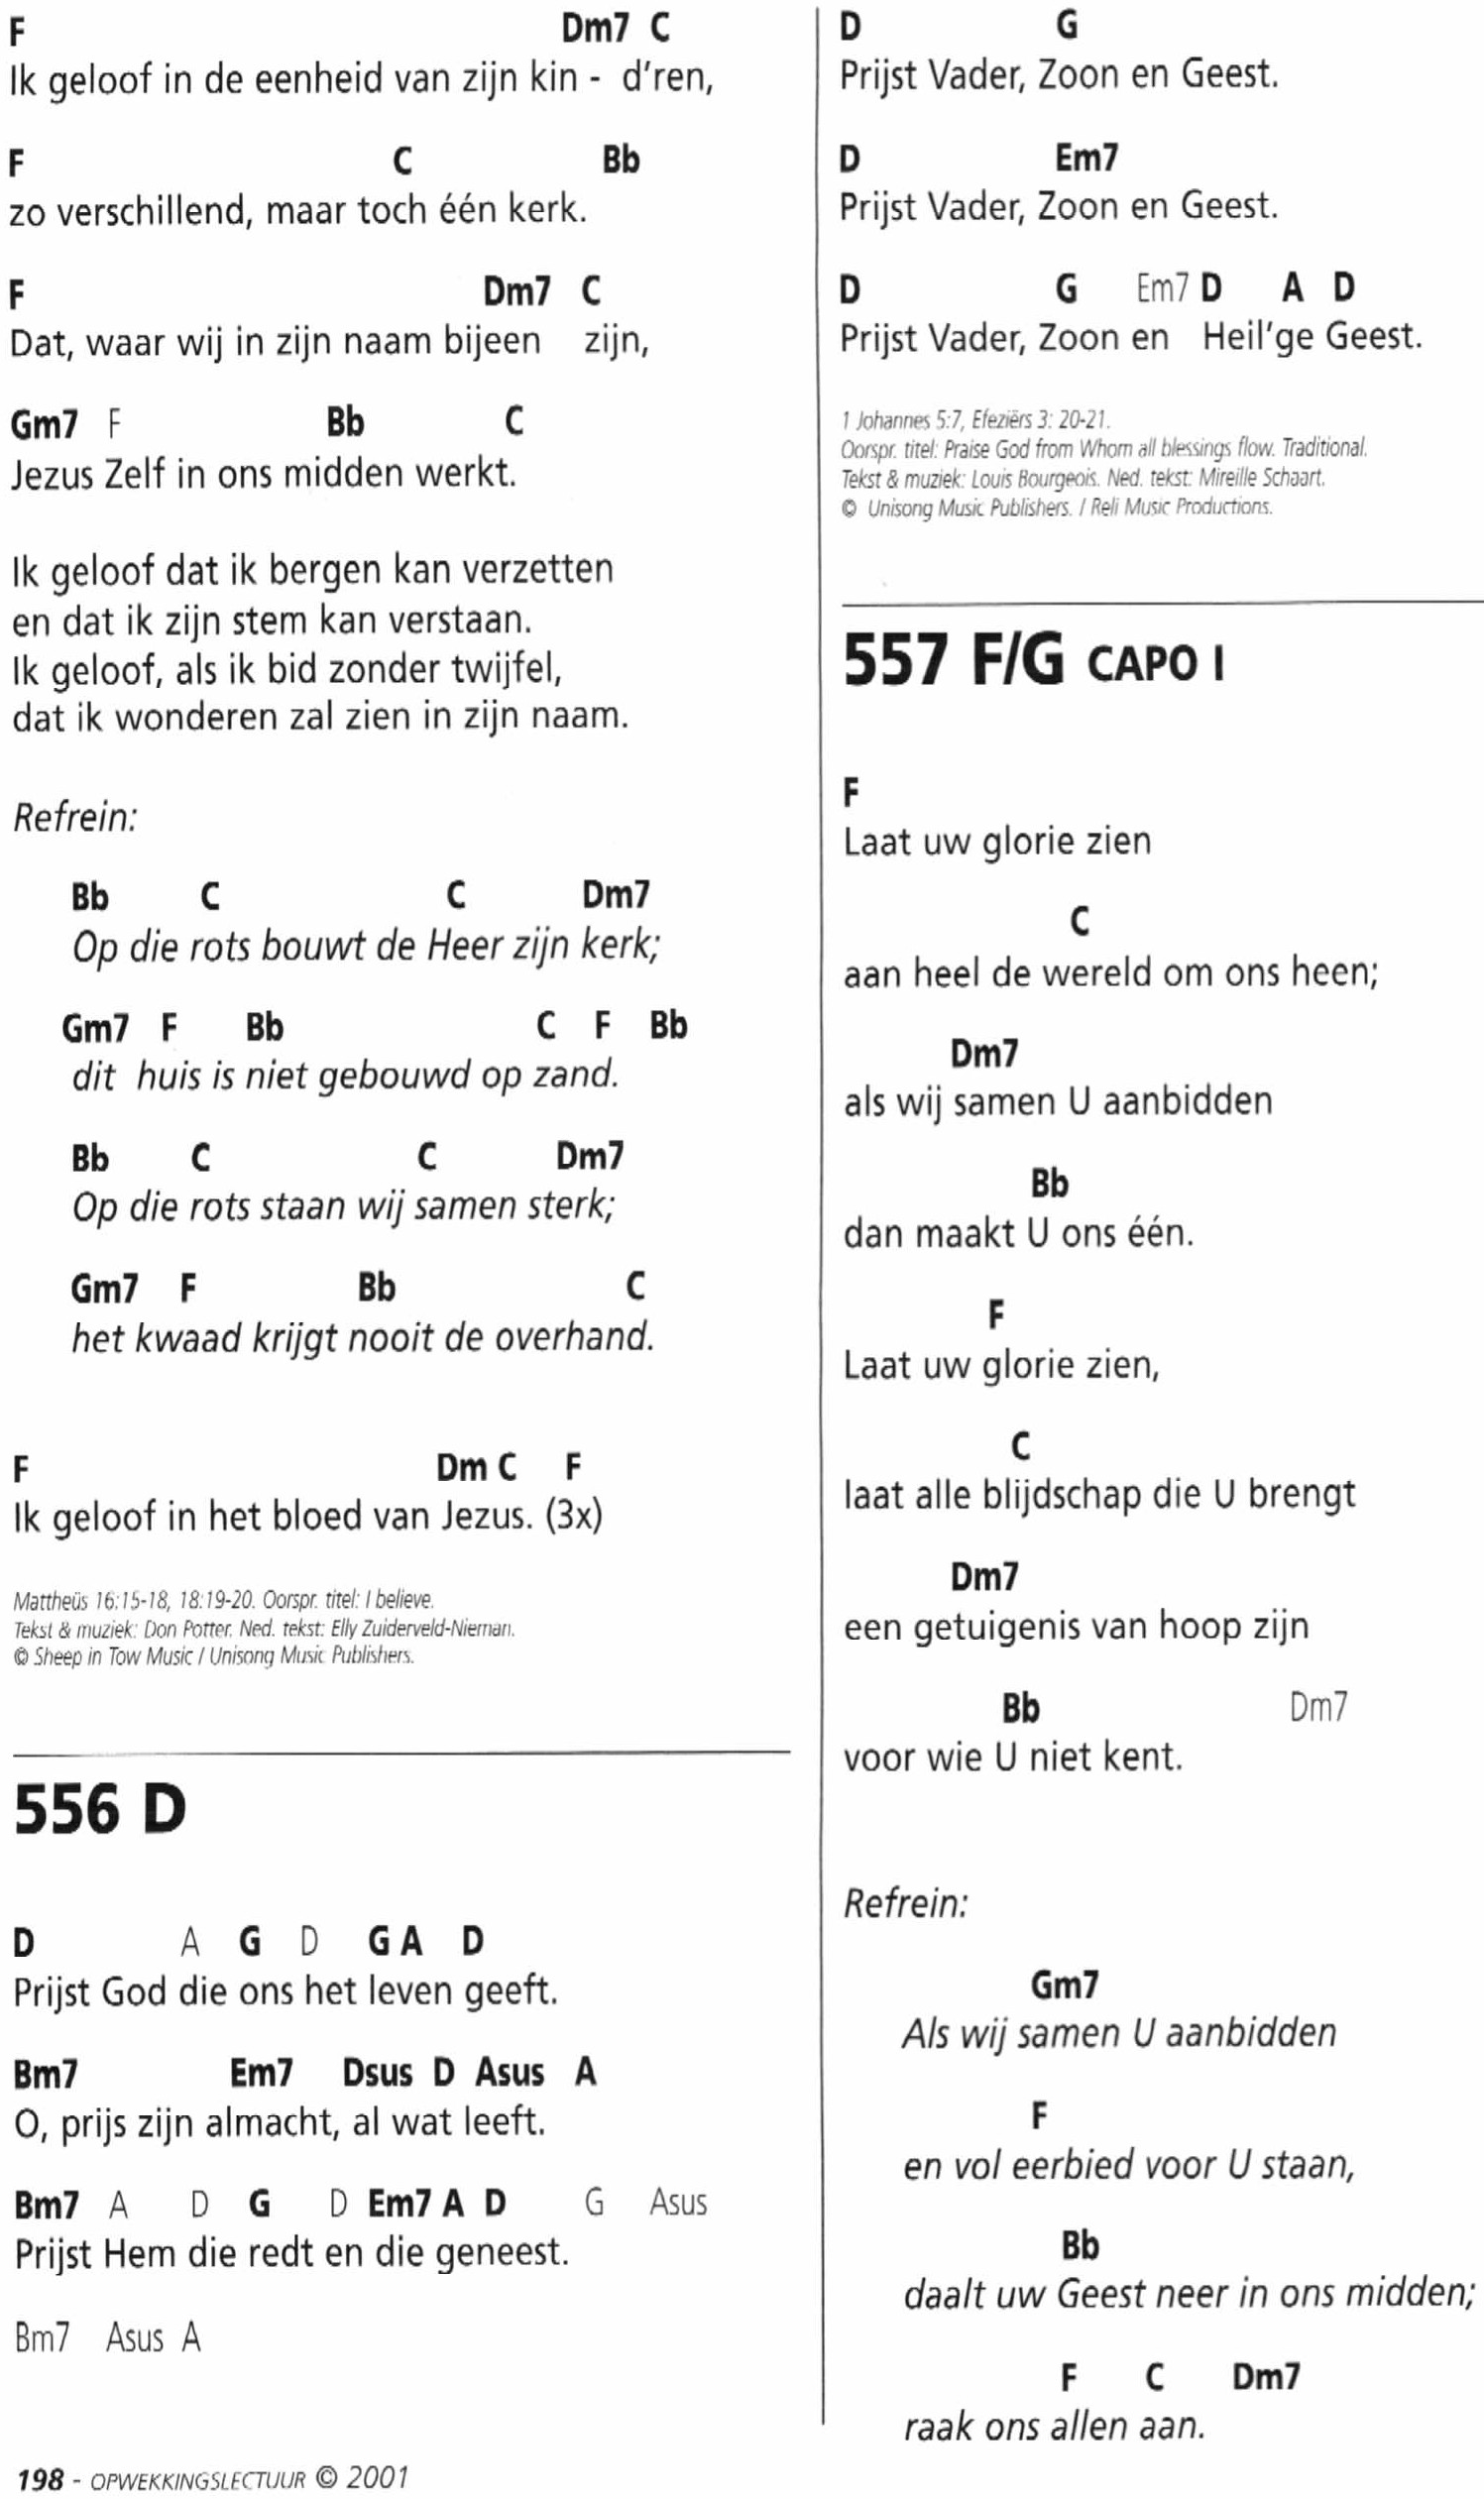 F Dm7 C
Ik geloof in de eenheid van zijn kin - d'ren,
F C Bb
zo verschillend, maar toch één kerk.
F Dm7 C
Dat, waar wij in zijn naam bijeen zijn,
Gm7 F Bb C
Jezus Zelf in ons midden werkt.
Ik geloof dat ik bergen kan verzetten
en dat ik zijn stem kan verstaan.
Ik geloof, als ik bid zonder twijfel,
dat ik wonderen zal zien in zijn naam.
Refrein:
Bb C C Dm7
Op die rots bouwt de Heer zijn kerk;
Gm7 F Bb C F Bb
dit huis is niet gebouwd op zand.
Bb C C Dm7
Op die rots staan wij samen sterk;
Gm7 F Bb C
het kwaad krijgt nooit de overhand.
F Dm C F
Ik geloof in het bloed van Jezus. (3x)
Mattheüs 16:15-18, 18:19-20. Oorspr. titel: I believe.
Tekst & muziek: Don Potter. Ned. tekst: Elly Zuiderveld-Nieman.
© Sheep in Tow Music / Unisong Music Publishers.
556 D
D A G D G A D
Prijst God die ons het leven geeft.
Bm7 Em7 Dsus D Asus A
O, prijs zijn almacht, al wat leeft.
Bm7 A D G D Em7 A D G Asus
Prijst Hem die redt en die geneest.
Bm7 Asus A
D G
Prijst Vader, Zoon en Geest.
D Em7
Prijst Vader, Zoon en Geest.
D G Em7 D A D
Prijst Vader, Zoon en Heil'ge Geest.
1 Johannes 5:7, Efeziërs 3: 20-21.
Oorspr. titel: Praise God from Whom all blessings flow. Traditional.
Tekst & muziek: Louis Bourgeois. Ned. tekst: Mireille Schaart.
© Unisong Music Publishers. / Reli Music Productions.
557 F/G CAPO I
F
Laat uw glorie zien
C
aan heel de wereld om ons heen;
Dm7
als wij samen U aanbidden
Bb
dan maakt U ons één.
F
Laat uw glorie zien,
C
laat alle blijdschap die U brengt
Dm7
een getuigenis van hoop zijn
Bb Dm7
voor wie U niet kent.
Refrein:
Gm7
Als wij samen U aanbidden
F
en vol eerbied voor U staan,
Bb
daalt uw Geest neer in ons midden;
F C Dm7
raak ons allen aan.
198 - OPWEKKINGSLECTUUR © 2001